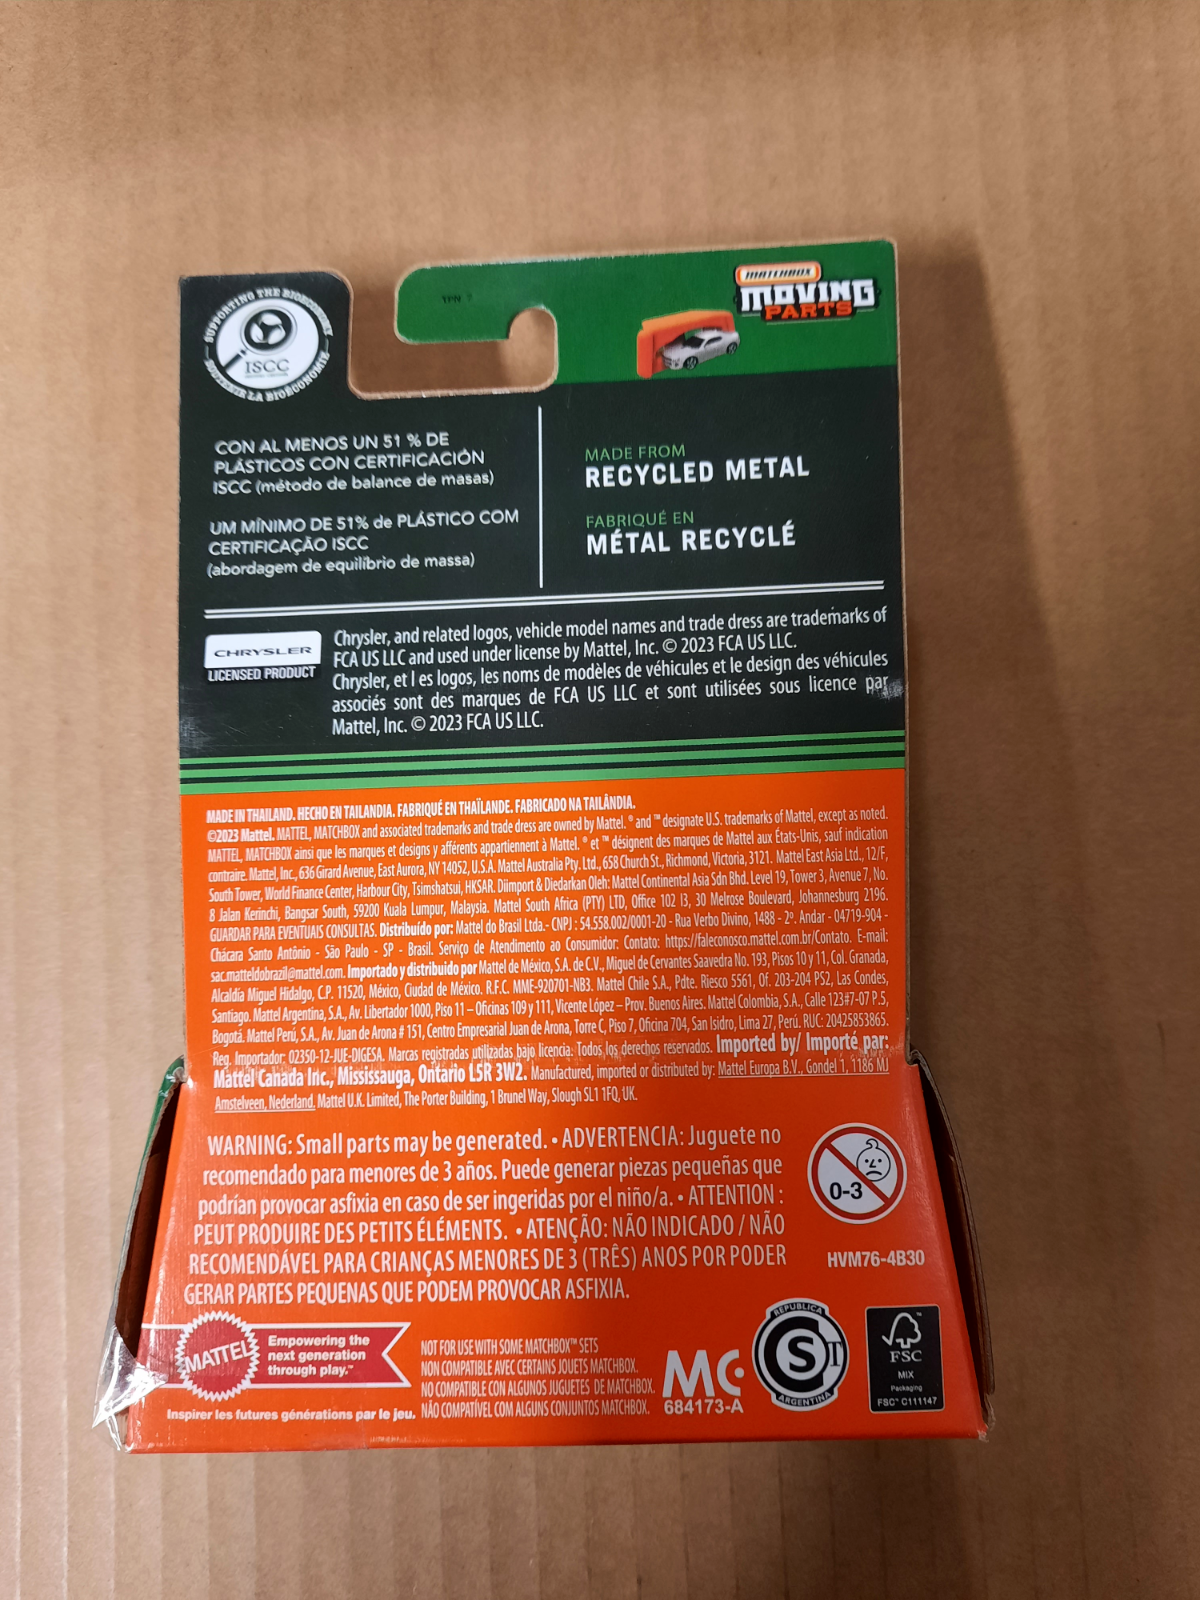 SUPPORTING THE BIOECONOMY
ISCC
SOUTENIR LA BIOÉCONOMIE
TPN
MATCHBOX
MOVING
PARTS
CON AL MENOS UN 51 % DE
PLÁSTICOS CON CERTIFICACIÓN
ISCC (método de balance de masas)
UM MÍNIMO DE 51% de PLÁSTICO COM
CERTIFICAÇÃO ISCC
(abordagem de equilíbrio de massa)
MADE FROM
RECYCLED METAL
FABRIQUÉ EN
MÉTAL RECYCLÉ
CHRYSLER
LICENSED PRODUCT
Chrysler, and related logos, vehicle model names and trade dress are trademarks of
FCA US LLC and used under license by Mattel, Inc. © 2023 FCA US LLC.
Chrysler, et l es logos, les noms de modèles de véhicules et le design des véhicules
associés sont des marques de FCA US LLC et sont utilisées sous licence par
Mattel, Inc. © 2023 FCA US LLC.
MADE IN THAILAND. HECHO EN TAILANDIA. FABRIQUÉ EN THAÏLANDE. FABRICADO NA TAILÂNDIA.
©2023 Mattel. MATTEL, MATCHBOX and associated trademarks and trade dress are owned by Mattel. ® and ™ designate U.S. trademarks of Mattel, except as noted.
MATTEL, MATCHBOX ainsi que les marques et designs y afférents appartiennent à Mattel. ® et ™ désignent des marques de Mattel aux États-Unis, sauf indication
contraire. Mattel, Inc., 636 Girard Avenue, East Aurora, NY 14052, U.S.A. Mattel Australia Pty. Ltd., 658 Church St., Richmond, Victoria, 3121. Mattel East Asia Ltd., 12/F,
South Tower, World Finance Center, Harbour City, Tsimshatsui, HKSAR. Diimport & Diedarkan Oleh: Mattel Continental Asia Sdn Bhd. Level 19, Tower 3, Avenue 7, No.
8 Jalan Kerinchi, Bangsar South, 59200 Kuala Lumpur, Malaysia. Mattel South Africa (PTY) LTD, Office 102 I3, 30 Melrose Boulevard, Johannesburg 2196.
GUARDAR PARA EVENTUAIS CONSULTAS. Distribuído por: Mattel do Brasil Ltda.- CNPJ : 54.558.002/0001-20 - Rua Verbo Divino, 1488 - 2º. Andar - 04719-904 -
Chácara Santo Antônio - São Paulo - SP - Brasil. Serviço de Atendimento ao Consumidor: Contato: https://faleconosco.mattel.com.br/Contato. E-mail:
sac.matteldobrazil@mattel.com. Importado y distribuido por Mattel de México, S.A. de C.V., Miguel de Cervantes Saavedra No. 193, Pisos 10 y 11, Col. Granada,
Alcaldía Miguel Hidalgo, C.P. 11520, México, Ciudad de México. R.F.C. MME-920701-NB3. Mattel Chile S.A., Pdte. Riesco 5561, Of. 203-204 PS2, Las Condes,
Santiago. Mattel Argentina, S.A., Av. Libertador 1000, Piso 11 – Oficinas 109 y 111, Vicente López – Prov. Buenos Aires. Mattel Colombia, S.A., Calle 123#7-07 P.5,
Bogotá. Mattel Perú, S.A., Av. Juan de Arona # 151, Centro Empresarial Juan de Arona, Torre C, Piso 7, Oficina 704, San Isidro, Lima 27, Perú. RUC: 20425853865.
Reg. Importador: 02350-12-JUE-DIGESA. Marcas registradas utilizadas bajo licencia. Todos los derechos reservados. Imported by/ Importé par:
Mattel Canada Inc., Mississauga, Ontario L5R 3W2. Manufactured, imported or distributed by: Mattel Europa B.V., Gondel 1, 1186 MJ
Amstelveen, Nederland. Mattel U.K. Limited, The Porter Building, 1 Brunel Way, Slough SL1 1FQ, UK.
WARNING: Small parts may be generated. • ADVERTENCIA: Juguete no
recomendado para menores de 3 años. Puede generar piezas pequeñas que
podrían provocar asfixia en caso de ser ingeridas por el niño/a. • ATTENTION :
PEUT PRODUIRE DES PETITS ÉLÉMENTS. • ATENÇÃO: NÃO INDICADO / NÃO
RECOMENDÁVEL PARA CRIANÇAS MENORES DE 3 (TRÊS) ANOS POR PODER
GERAR PARTES PEQUENAS QUE PODEM PROVOCAR ASFIXIA.
0-3
HVM76-4B30
MATTEL
Empowering the
next generation
through play.™
Inspirer les futures générations par le jeu.
NOT FOR USE WITH SOME MATCHBOX™ SETS
NON COMPATIBLE AVEC CERTAINS JOUETS MATCHBOX.
NO COMPATIBLE CON ALGUNOS JUGUETES DE MATCHBOX.
NÃO COMPATÍVEL COM ALGUNS CONJUNTOS MATCHBOX.
MC
684173-A
REPUBLICA
S T
ARGENTINA
FSC
MIX
Packaging
FSC™ C111147